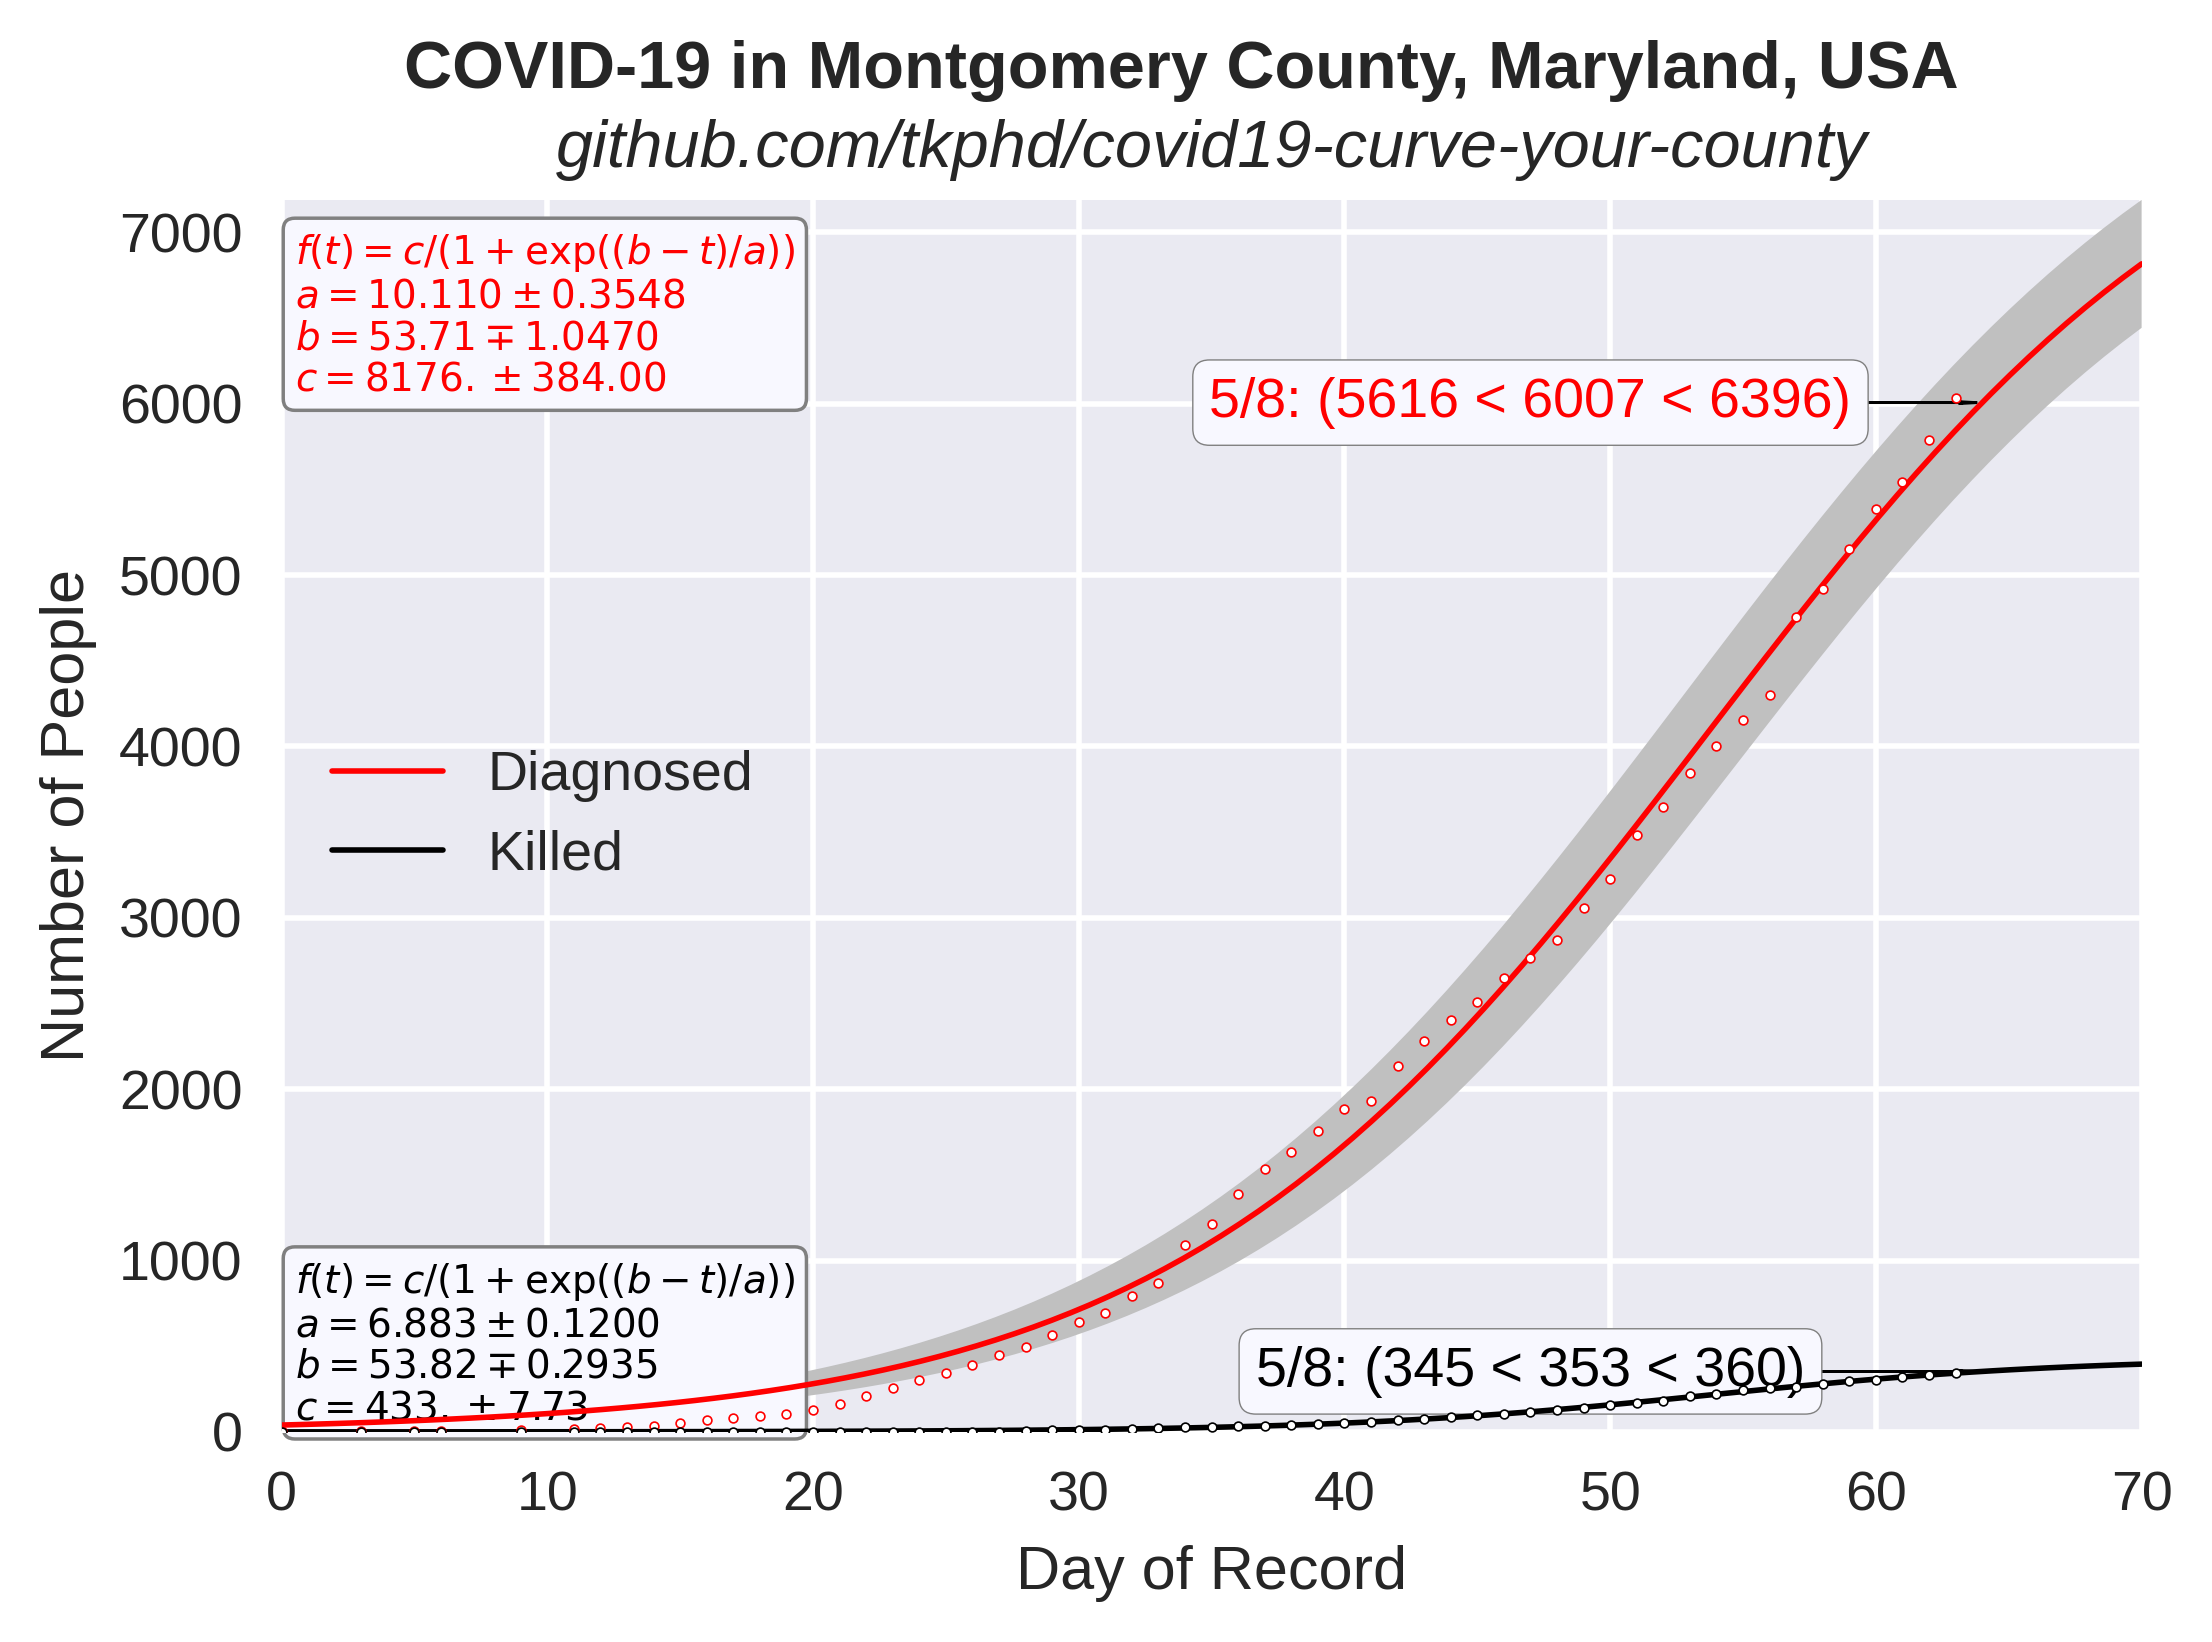 COVID-19 in Montgomery County, Maryland, USA
github.com/tkphd/covid19-curve-your-county
Number of People
7000
6000
5000
4000
3000
2000
1000
0
f(t) = c/(1 + exp((b − t)/a))
a = 10.110 ± 0.3548
b = 53.71 ∓ 1.0470
c = 8176. ± 384.00
5/8: (5616 < 6007 < 6396)
Diagnosed
Killed
f(t) = c/(1 + exp((b − t)/a))
a = 6.883 ± 0.1200
b = 53.82 ∓ 0.2935
c = 433. ± 7.73
5/8: (345 < 353 < 360)
0 10 20 30 40 50 60 70
Day of Record